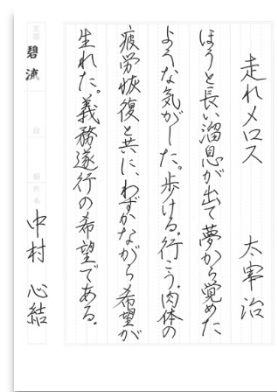 走れメロス 太宰治
ほうと長い溜息が出て夢から覚めた
ような気がした。歩ける。行こう。肉体の
疲労恢復と共に、わずかながら希望が
生れた。義務遂行の希望である。
碧流 中村心結